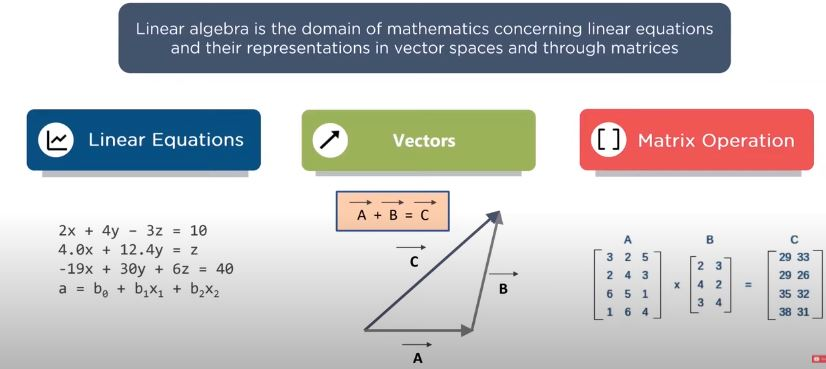 Linear algebra is the domain of mathematics concerning linear equations
and their representations in vector spaces and through matrices
Linear Equations
2x + 4y - 3z = 10
4.0x + 12.4y = z
-19x + 30y + 6z = 40
a = b₀ + b₁x₁ + b₂x₂
Vectors
A + B = C
C
B
A
[ ] Matrix Operation
A B C
3 2 5
2 4 3
6 5 1
1 6 4
x
2 3
4 2
3 4
=
29 33
29 26
35 32
38 31